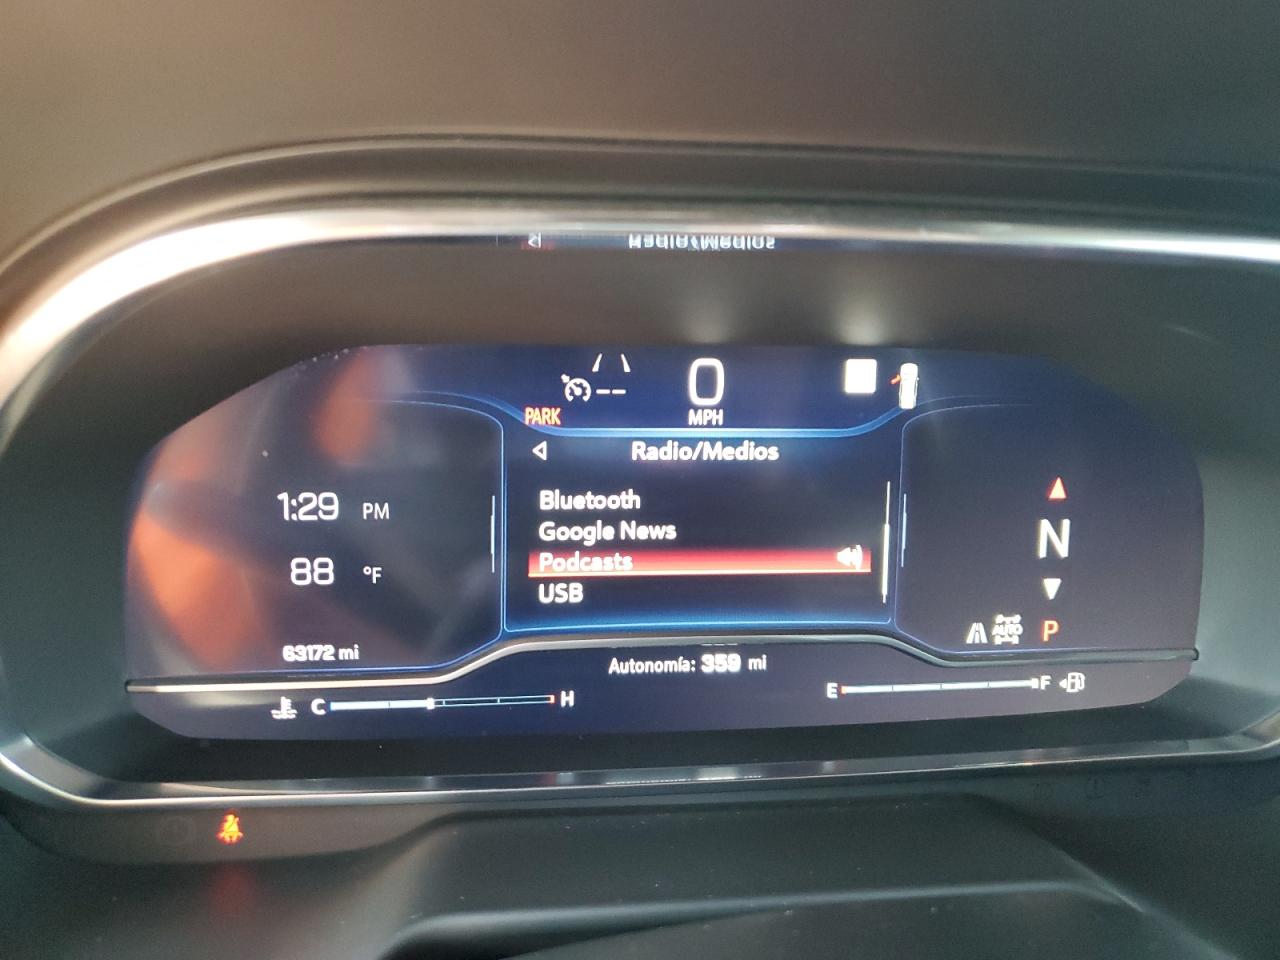 0
MPH
PARK
Radio/Medios
Bluetooth
Google News
Podcasts
USB
1:29 PM
88 °F
63172 mi
N
AUTO
P
Autonomía: 359 mi
C H
E F